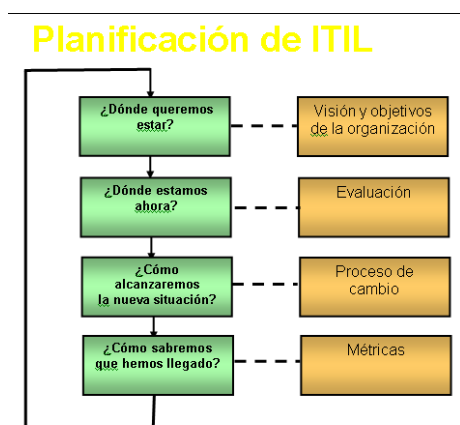 Planificación de ITIL
¿Dónde queremos
estar?
Visión y objetivos
de la organización
¿Dónde estamos
ahora?
Evaluación
¿Cómo
alcanzaremos
la nueva situación?
Proceso de
cambio
¿Cómo sabremos
que hemos llegado?
Métricas